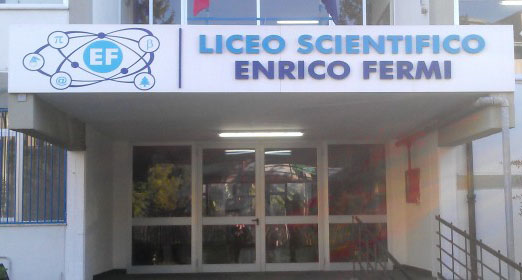 π β
EF
@
LICEO SCIENTIFICO
ENRICO FERMI